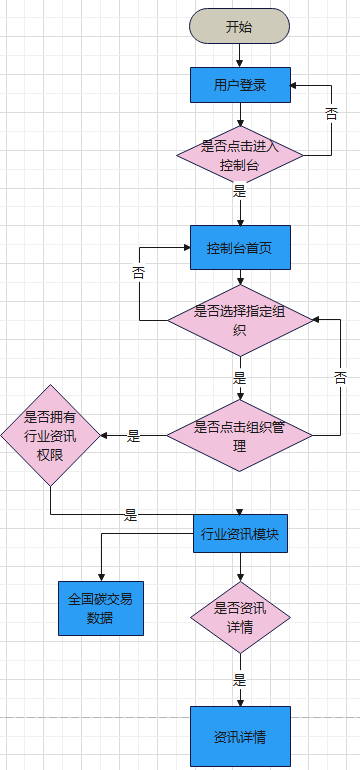 开始
用户登录
是否点击进入
控制台
否
是
控制台首页
否
是否选择指定组
织
是
否
是否拥有
行业资讯
权限
是
是否点击组织管
理
是
行业资讯模块
全国碳交易
数据
是否资讯
详情
是
资讯详情